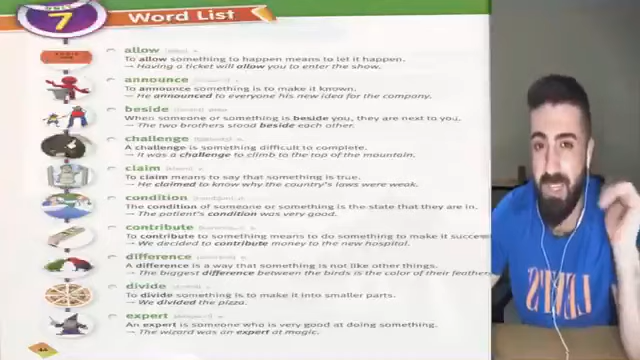 UNIT
7 Word List
allow
To allow something to happen means to let it happen.
→ Having a ticket will allow you to enter the show.
announce
To announce something is to make it known.
→ He announced to everyone his new idea for the company.
beside
When someone or something is beside you, they are next to you.
→ The two brothers stood beside each other.
challenge
A challenge is something difficult to complete.
→ It was a challenge to climb to the top of the mountain.
claim
To claim means to say that something is true.
→ He claimed to know why the country's laws were weak.
condition
The condition of someone or something is the state that they are in.
→ The patient's condition was very good.
contribute
To contribute to something means to do something to make it
→ We decided to contribute money to the new hospital.
difference
A difference is a way that something is not like other things.
→ The biggest difference between the birds is the color of their
divide
To divide something is to make it into smaller parts.
→ We divided the pizza.
expert
An expert is someone who is very good at doing something.
→ The wizard was an expert at magic.
44
LEVI'S